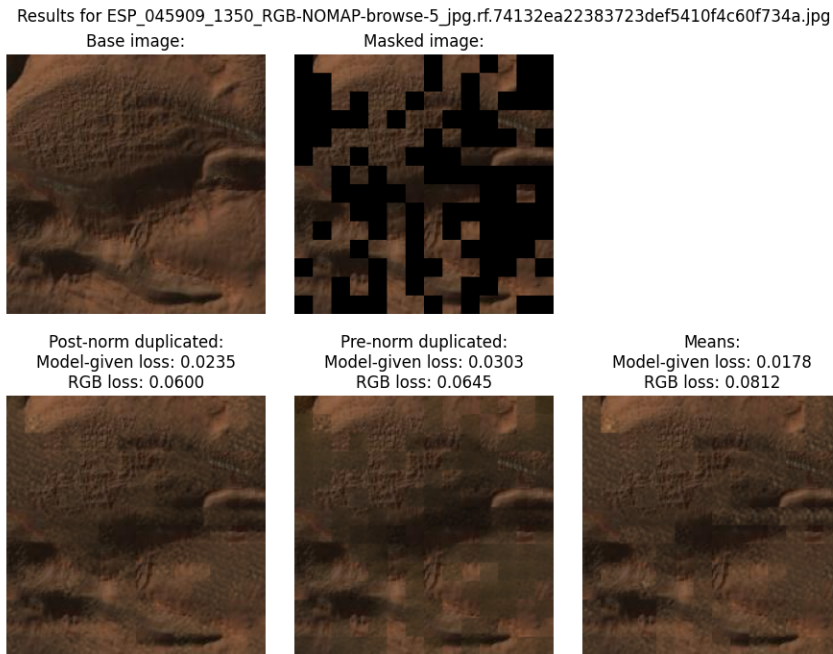 Results for ESP_045909_1350_RGB-NOMAP-browse-5_jpg.rf.74132ea22383723def5410f4c60f734a.jpg
Base image:
Masked image:
Post-norm duplicated:
Model-given loss: 0.0235
RGB loss: 0.0600
Pre-norm duplicated:
Model-given loss: 0.0303
RGB loss: 0.0645
Means:
Model-given loss: 0.0178
RGB loss: 0.0812